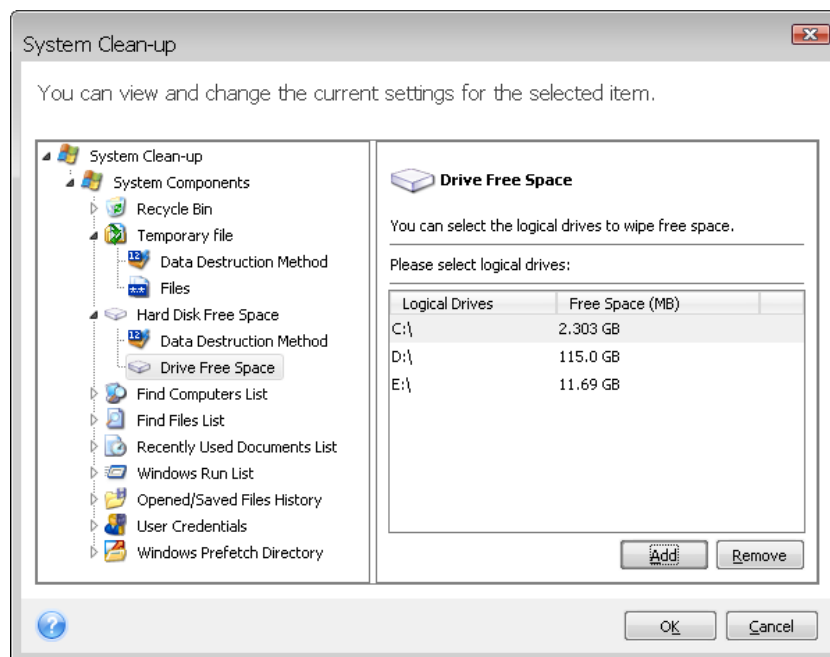 System Clean-up
You can view and change the current settings for the selected item.
System Clean-up
System Components
Recycle Bin
Temporary file
Data Destruction Method
Files
Hard Disk Free Space
Data Destruction Method
Drive Free Space
Find Computers List
Find Files List
Recently Used Documents List
Windows Run List
Opened/Saved Files History
User Credentials
Windows Prefetch Directory
Drive Free Space
You can select the logical drives to wipe free space.
Please select logical drives:
Logical Drives Free Space (MB)
C:\ 2.303 GB
D:\ 115.0 GB
E:\ 11.69 GB
Add Remove
OK Cancel